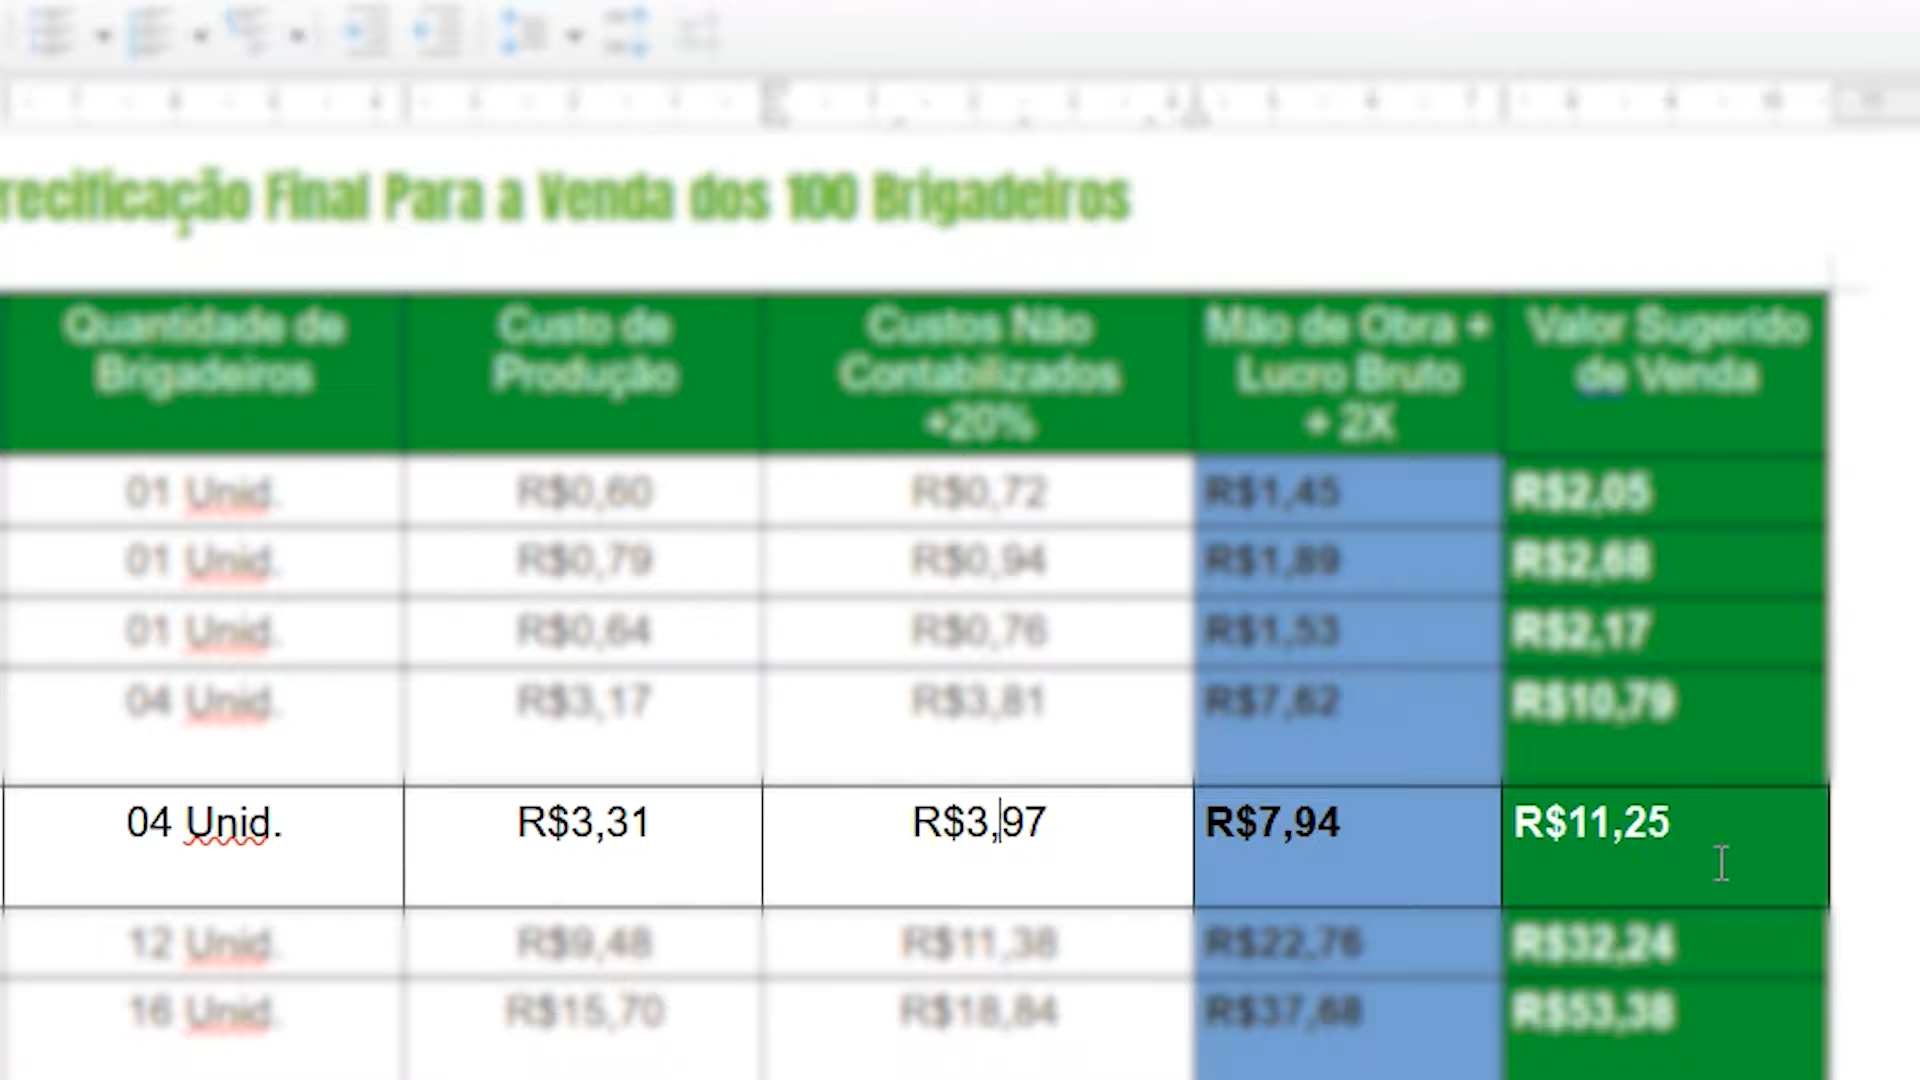 recificação Final Para a Venda dos 100 Brigadeiros
Quantidade de Brigadeiros Custo de Produção Custos Não Contabilizados +20% Mão de Obra + Lucro Bruto + 2X Valor Sugerido de Venda
01 Unid. R$0,60 R$0,72 R$1,45 R$2,05
01 Unid. R$0,79 R$0,94 R$1,89 R$2,68
01 Unid. R$0,64 R$0,76 R$1,53 R$2,17
04 Unid. R$3,17 R$3,81 R$7,62 R$10,79
04 Unid. R$3,31 R$3,97 R$7,94 R$11,25
12 Unid. R$9,48 R$11,38 R$22,76 R$32,24
16 Unid. R$15,70 R$18,84 R$37,68 R$53,38